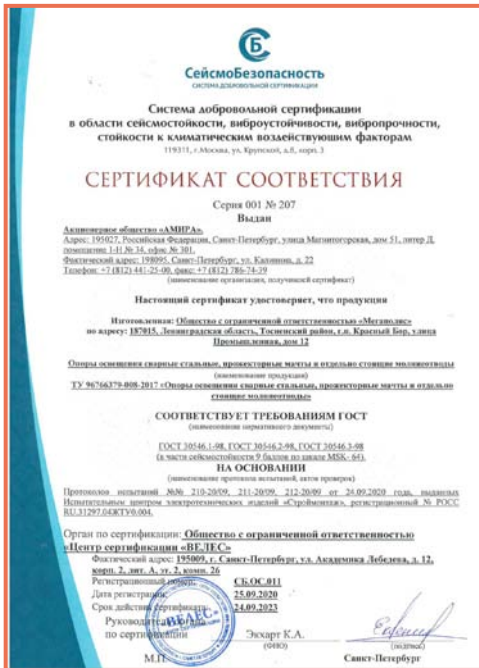 СБ
СейсмоБезопасность
СИСТЕМА ДОБРОВОЛЬНОЙ СЕРТИФИКАЦИИ
Система добровольной сертификации
в области сейсмостойкости, виброустойчивости, вибропрочности,
стойкости к климатическим воздействующим факторам
119311, г.Москва, ул. Крупской, д.8, корп. 3
СЕРТИФИКАТ СООТВЕТСТВИЯ
Серия 001 № 207
Выдан
Акционерное общество «АМИРА».
Адрес: 195027, Российская Федерация, Санкт-Петербург, улица Магнитогорская, дом 51, литер Д,
помещение 1-Н № 34, офис № 301.
Фактический адрес: 198095, Санкт-Петербург, ул. Калинина, д. 22
Телефон: +7 (812) 441-25-00, факс: +7 (812) 786-74-39
(наименование организации, получившей сертификат)
Настоящий сертификат удостоверяет, что продукция
Изготовленная: Общество с ограниченной ответственностью «Мегаполис»
по адресу: 187015, Ленинградская область, Тосненский район, г.п. Красный Бор, улица
Промышленная, дом 12
Опоры освещения сварные стальные, прожекторные мачты и отдельно стоящие молниеотводы
(наименование продукции)
ТУ 96766379-008-2017 «Опоры освещения сварные стальные, прожекторные мачты и отдельно
стоящие молниеотводы»
СООТВЕТСТВУЕТ ТРЕБОВАНИЯМ ГОСТ
(наименование нормативного документы)
ГОСТ 30546.1-98, ГОСТ 30546.2-98, ГОСТ 30546.3-98
(в части сейсмостойкости 9 баллов по шкале MSK- 64).
НА ОСНОВАНИИ
(наименование протокола испытаний, актов проверок)
Протоколов испытаний №№ 210-20/09, 211-20/09, 212-20/09 от 24.09.2020 года, выданных
Испытательным центром электротехнических изделий «Строймонтаж», регистрационный № РОСС
RU.31297.04ЖТУ0.004.
Орган по сертификации: Общество с ограниченной ответственностью
«Центр сертификации «ВЕЛЕС»
Фактический адрес: 195009, г. Санкт-Петербург, ул. Академика Лебедева, д. 12,
корп. 2, лит. А, эт. 2, комн. 26
Регистрационный номер: СБ.ОС.011
Дата регистрации: 25.09.2020
Срок действия сертификата: 24.09.2023
Руководитель органа
по сертификации Экхарт К.А.
(ФИО) (подпись)
М.П. Санкт-Петербург
ВЕЛЕС